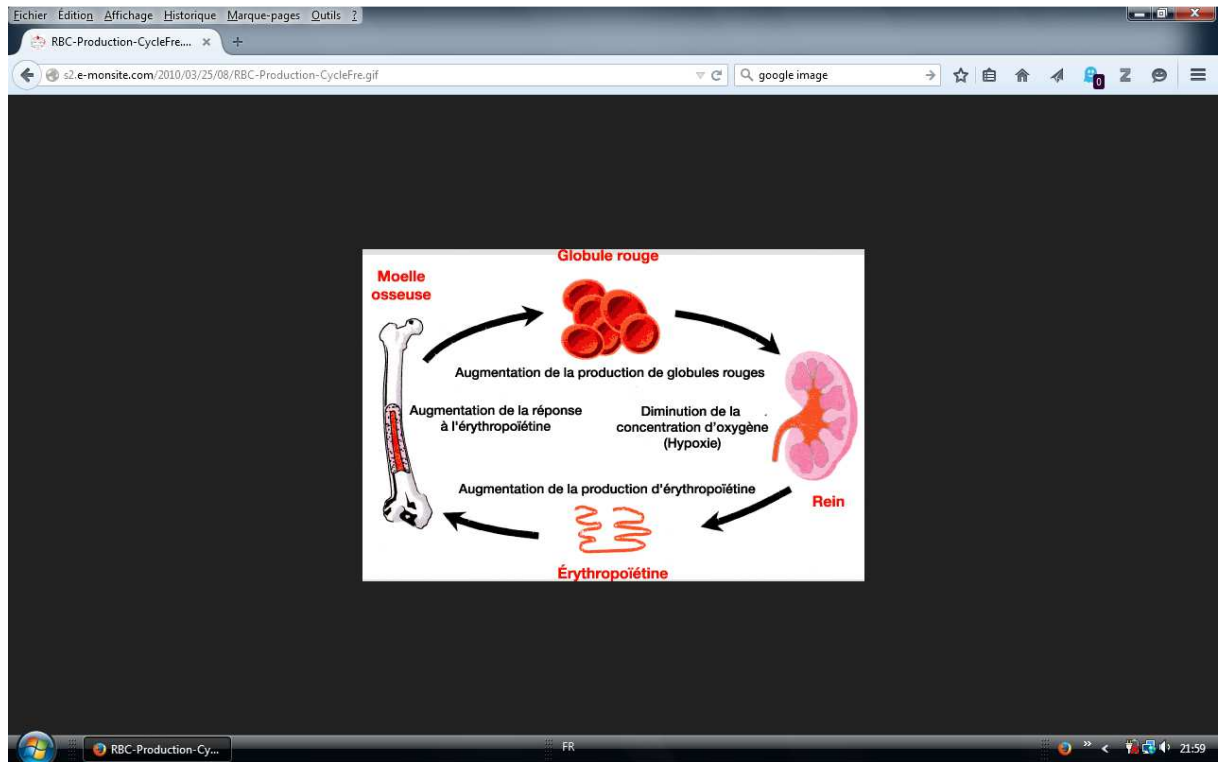 Fichier Édition Affichage Historique Marque-pages Outils ?
RBC-Production-CycleFre....
s2.e-monsite.com/2010/03/25/08/RBC-Production-CycleFre.gif
google image
0
Globule rouge
Moelle
osseuse
Augmentation de la production de globules rouges
Augmentation de la réponse
à l'érythropoïétine
Diminution de la
concentration d'oxygène
(Hypoxie)
Augmentation de la production d'érythropoïétine
Rein
Érythropoïétine
RBC-Production-Cy...
FR
21:59